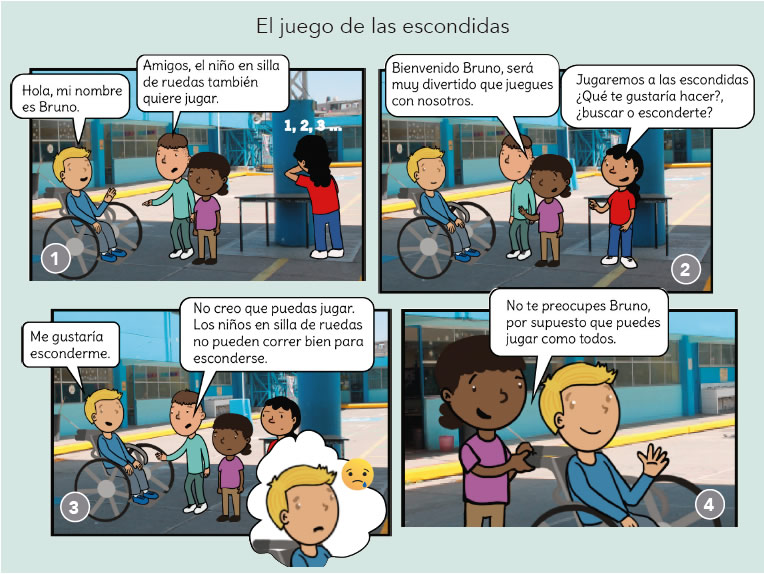 El juego de las escondidas
Hola, mi nombre
es Bruno.
Amigos, el niño en silla
de ruedas también
quiere jugar.
1, 2, 3 ...
1
Bienvenido Bruno, será
muy divertido que juegues
con nosotros.
Jugaremos a las escondidas
¿Qué te gustaría hacer?,
¿buscar o esconderte?
2
Me gustaría
esconderme.
No creo que puedas jugar.
Los niños en silla de ruedas
no pueden correr bien para
esconderse.
3
No te preocupes Bruno,
por supuesto que puedes
jugar como todos.
4